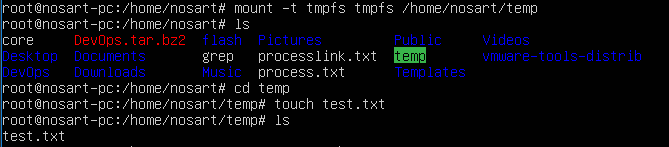 root@nosart-pc:/home/nosart# mount -t tmpfs tmpfs /home/nosart/temp
root@nosart-pc:/home/nosart# ls
core DevOps.tar.bz2 flash Pictures Public Videos
Desktop Documents grep processlink.txt temp vmware-tools-distrib
DevOps Downloads Music process.txt Templates
root@nosart-pc:/home/nosart# cd temp
root@nosart-pc:/home/nosart/temp# touch test.txt
root@nosart-pc:/home/nosart/temp# ls
test.txt